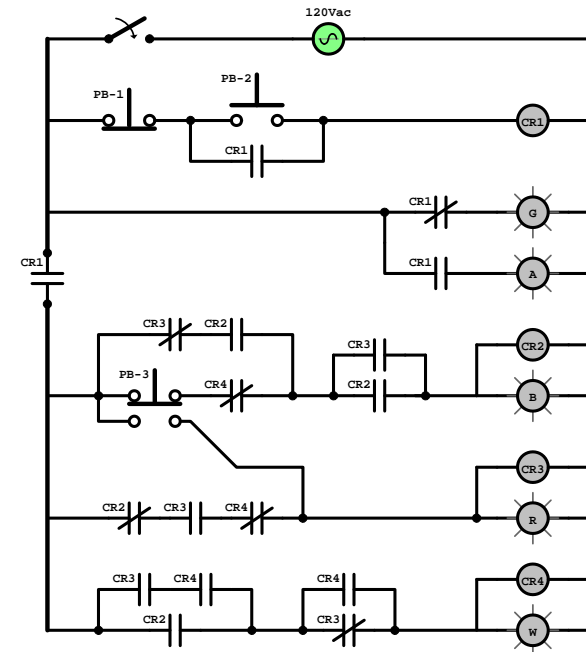 120Vac
PB-1
PB-2
CR1
CR1
CR1
G
CR1
A
CR1
CR3 CR2
CR2
CR3
PB-3
CR4
CR2
B
CR3
CR2 CR3 CR4
R
CR3 CR4
CR4
CR4
CR2
CR3
W